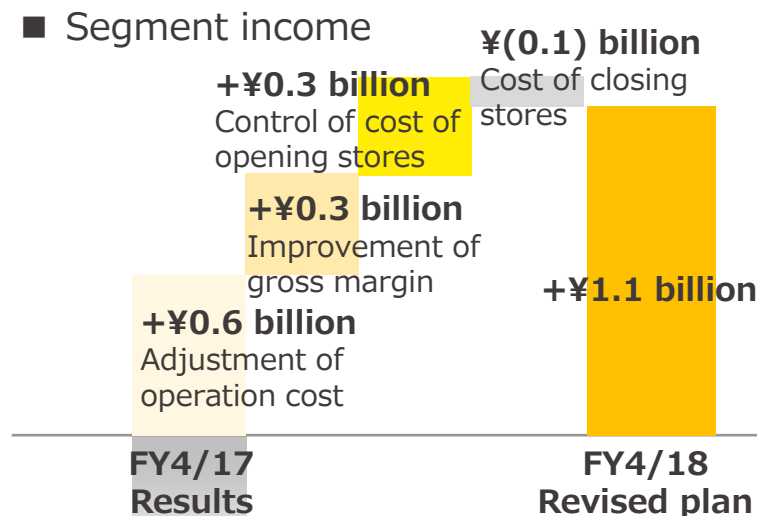 ■ Segment income
¥(0.1) billion
Cost of closing
stores
+¥0.3 billion
Control of cost of
opening stores
+¥0.3 billion
Improvement of
gross margin
+¥0.6 billion
Adjustment of
operation cost
+¥1.1 billion
FY4/17
Results
FY4/18
Revised plan